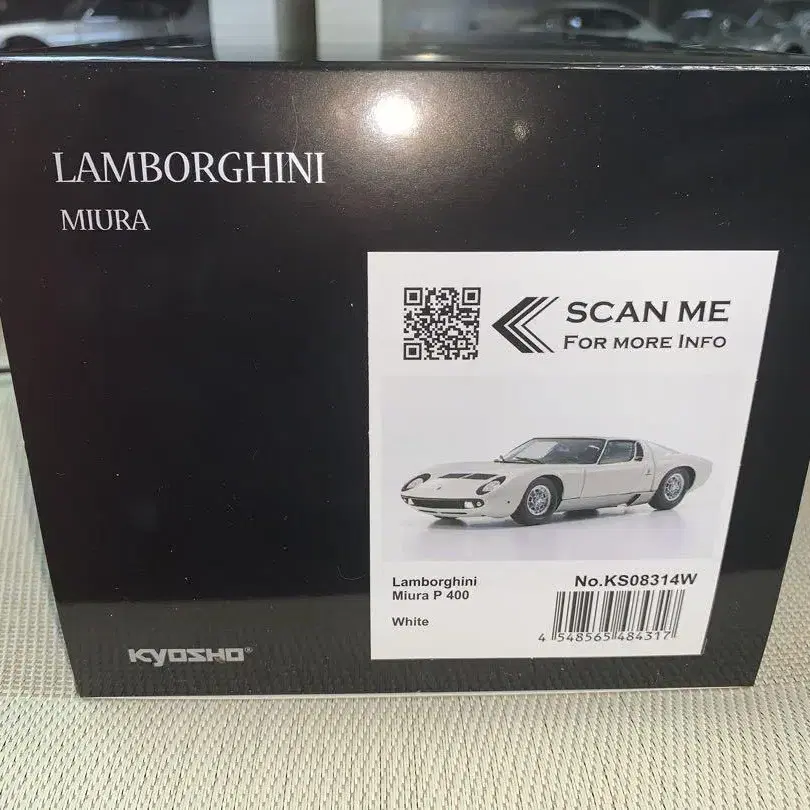 LAMBORGHINI
MIURA
SCAN ME
FOR MORE INFO
Lamborghini
Miura P 400
No.KS08314W
White
4 548565 484317
KYOSHO®